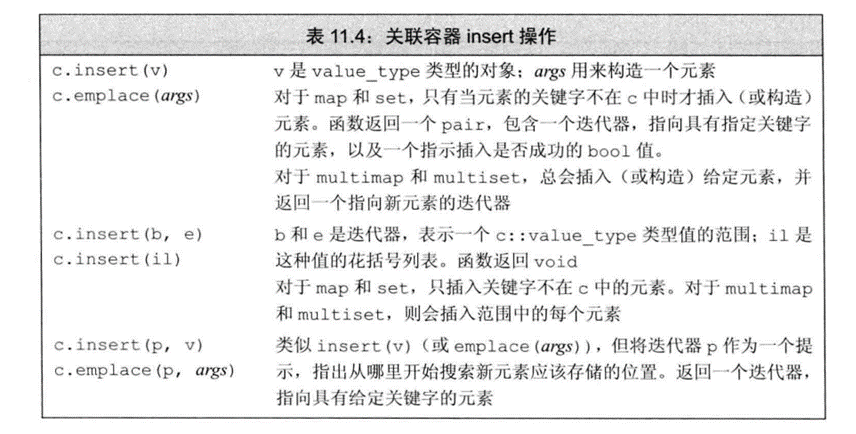 表 11.4：关联容器 insert 操作
c.insert(v) v 是 value_type 类型的对象；args 用来构造一个元素
c.emplace(args) 对于 map 和 set，只有当元素的关键字不在 c 中时才插入（或构造）
元素。函数返回一个 pair，包含一个迭代器，指向具有指定关键字
的元素，以及一个指示插入是否成功的 bool 值。
对于 multimap 和 multiset，总会插入（或构造）给定元素，并
返回一个指向新元素的迭代器
c.insert(b, e) b 和 e 是迭代器，表示一个 c::value_type 类型值的范围；il 是
c.insert(il) 这种值的花括号列表。函数返回 void
对于 map 和 set，只插入关键字不在 c 中的元素。对于 multimap
和 multiset，则会插入范围中的每个元素
c.insert(p, v) 类似 insert(v)（或 emplace(args)），但将迭代器 p 作为一个提
c.emplace(p, args) 示，指出从哪里开始搜索新元素应该存储的位置。返回一个迭代器，
指向具有给定关键字的元素